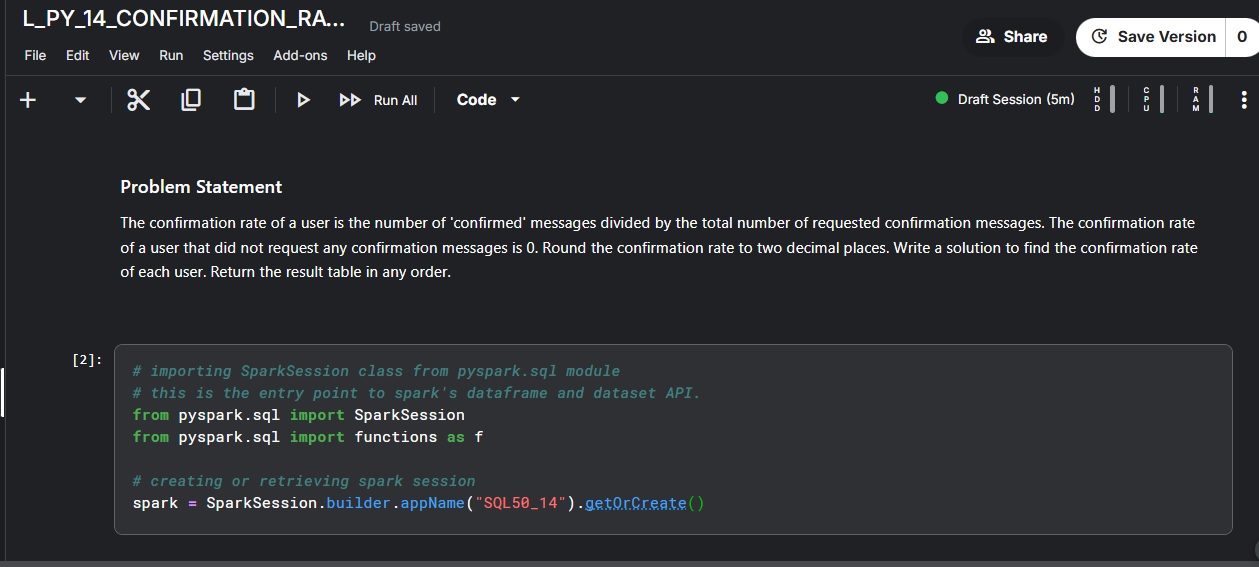 L_PY_14_CONFIRMATION_RA... Draft saved
Share Save Version 0
File Edit View Run Settings Add-ons Help
Run All Code Draft Session (5m) HDD CPU RAM
Problem Statement
The confirmation rate of a user is the number of 'confirmed' messages divided by the total number of requested confirmation messages. The confirmation rate
of a user that did not request any confirmation messages is 0. Round the confirmation rate to two decimal places. Write a solution to find the confirmation rate
of each user. Return the result table in any order.
[2]:
# importing SparkSession class from pyspark.sql module
# this is the entry point to spark's dataframe and dataset API.
from pyspark.sql import SparkSession
from pyspark.sql import functions as f
# creating or retrieving spark session
spark = SparkSession.builder.appName("SQL50_14").getOrCreate()